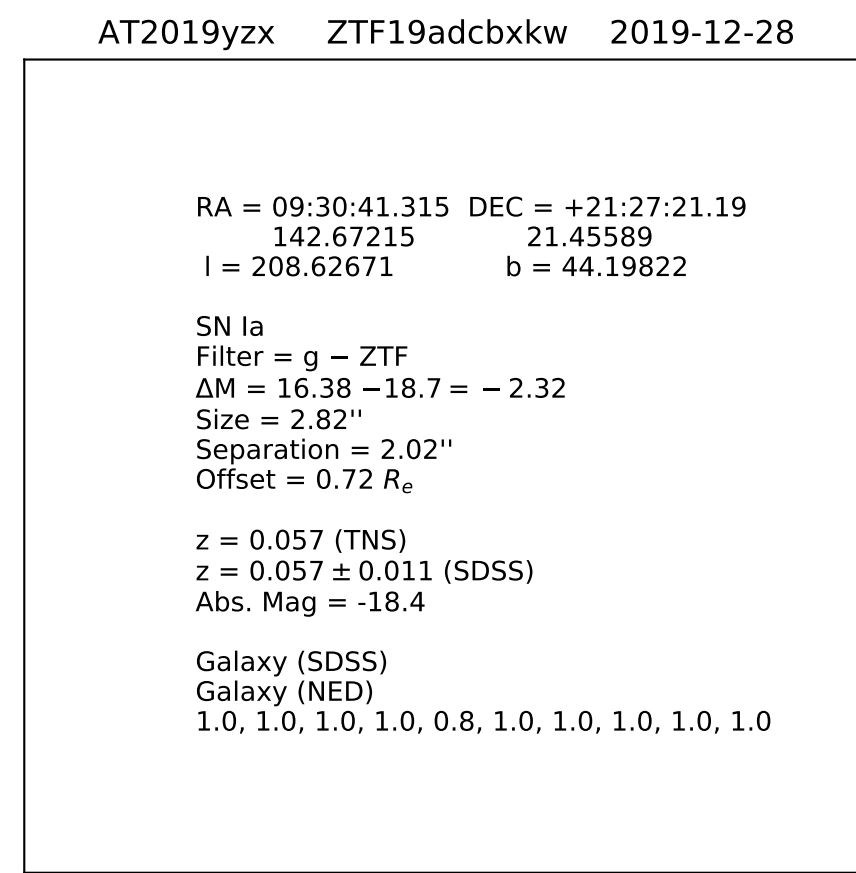 AT2019yzx ZTF19adcbxkw 2019-12-28
RA = 09:30:41.315 DEC = +21:27:21.19
142.67215 21.45589
l = 208.62671 b = 44.19822
SN Ia
Filter = g − ZTF
ΔM = 16.38 −18.7 = − 2.32
Size = 2.82''
Separation = 2.02''
Offset = 0.72 Rₑ
z = 0.057 (TNS)
z = 0.057 ± 0.011 (SDSS)
Abs. Mag = -18.4
Galaxy (SDSS)
Galaxy (NED)
1.0, 1.0, 1.0, 1.0, 0.8, 1.0, 1.0, 1.0, 1.0, 1.0